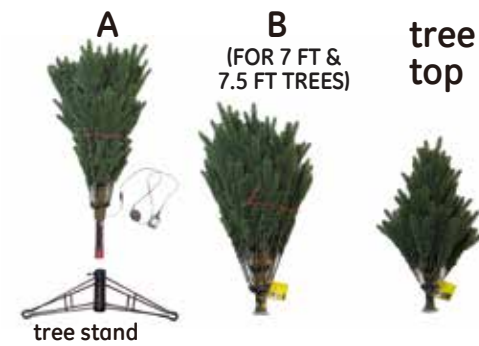 A
B
(FOR 7 FT &
7.5 FT TREES)
tree
top
tree stand